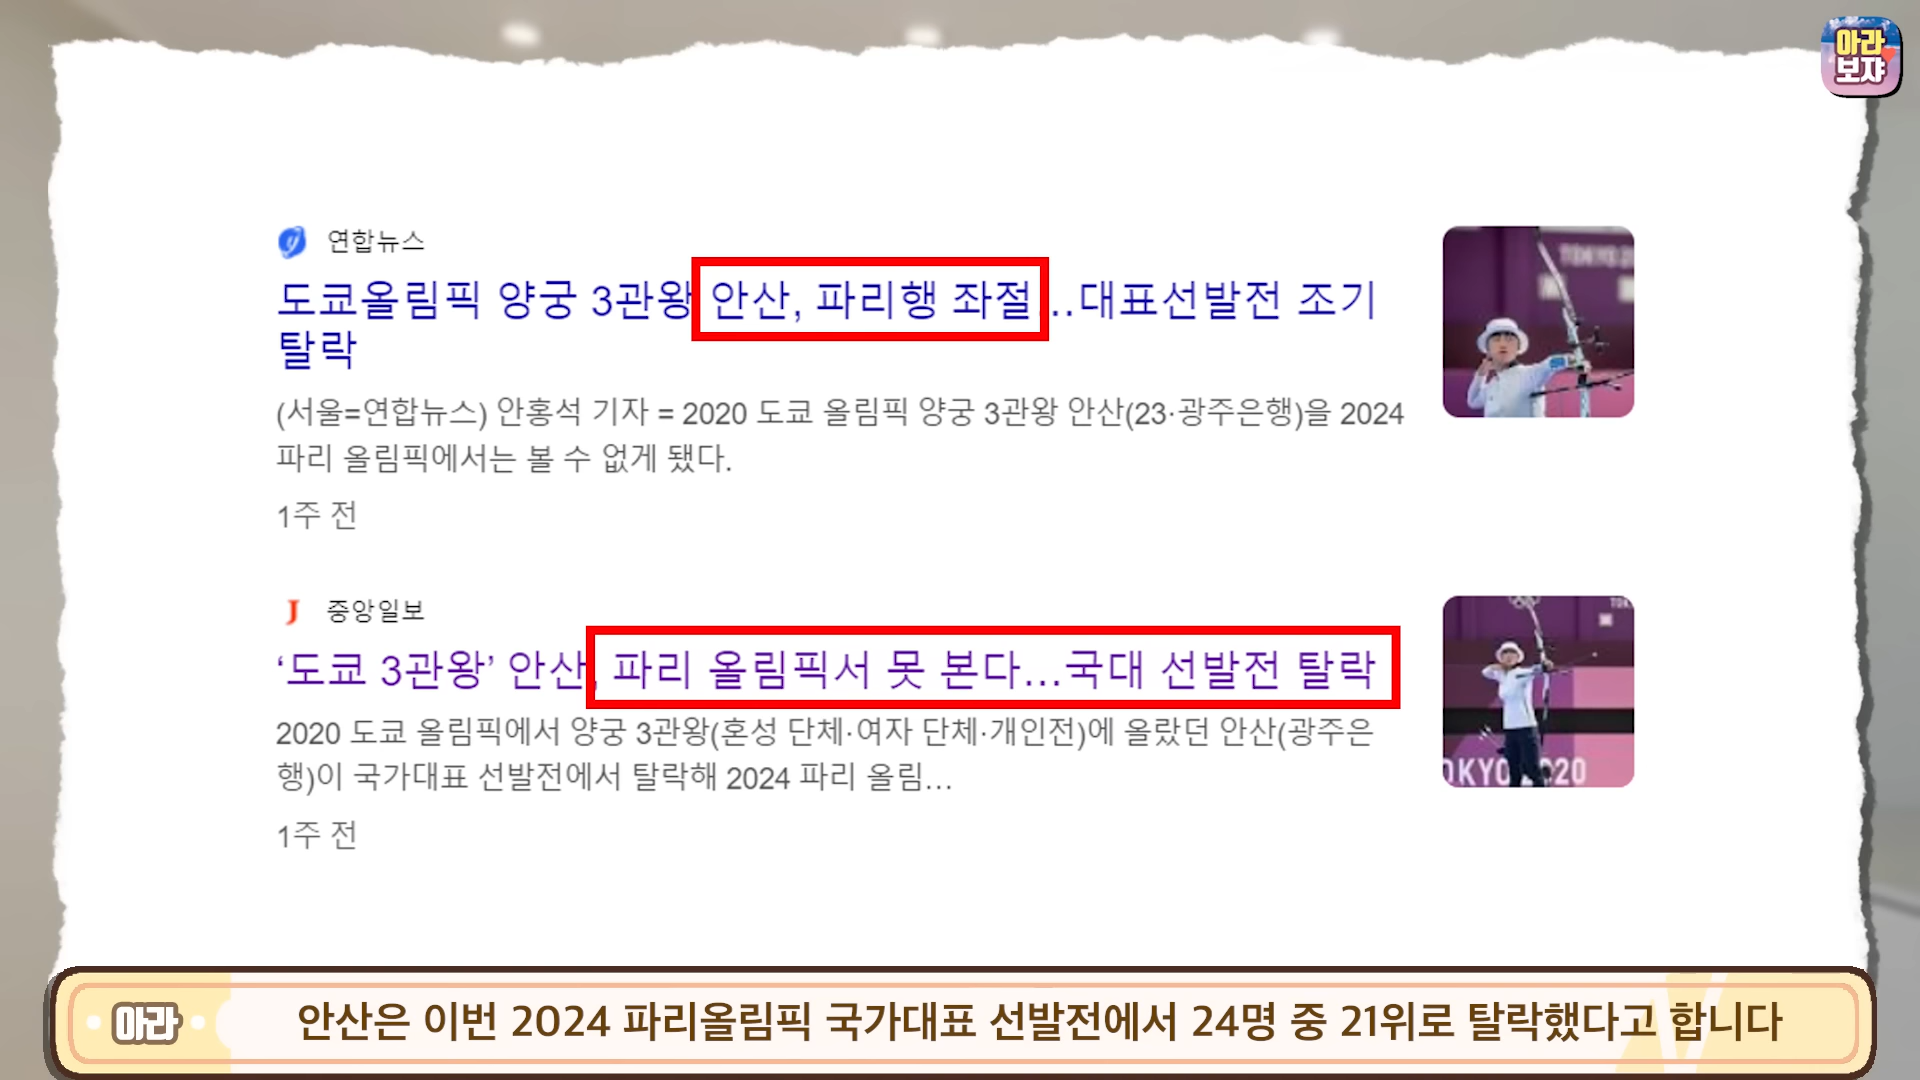 아라
보쟈
연합뉴스
도쿄올림픽 양궁 3관왕 안산, 파리행 좌절…대표선발전 조기
탈락
(서울=연합뉴스) 안홍석 기자 = 2020 도쿄 올림픽 양궁 3관왕 안산(23·광주은행)을 2024
파리 올림픽에서는 볼 수 없게 됐다.
1주 전
중앙일보
‘도쿄 3관왕’ 안산, 파리 올림픽서 못 본다…국대 선발전 탈락
2020 도쿄 올림픽에서 양궁 3관왕(혼성 단체·여자 단체·개인전)에 올랐던 안산(광주은
행)이 국가대표 선발전에서 탈락해 2024 파리 올림…
1주 전
아라
안산은 이번 2024 파리올림픽 국가대표 선발전에서 24명 중 21위로 탈락했다고 합니다